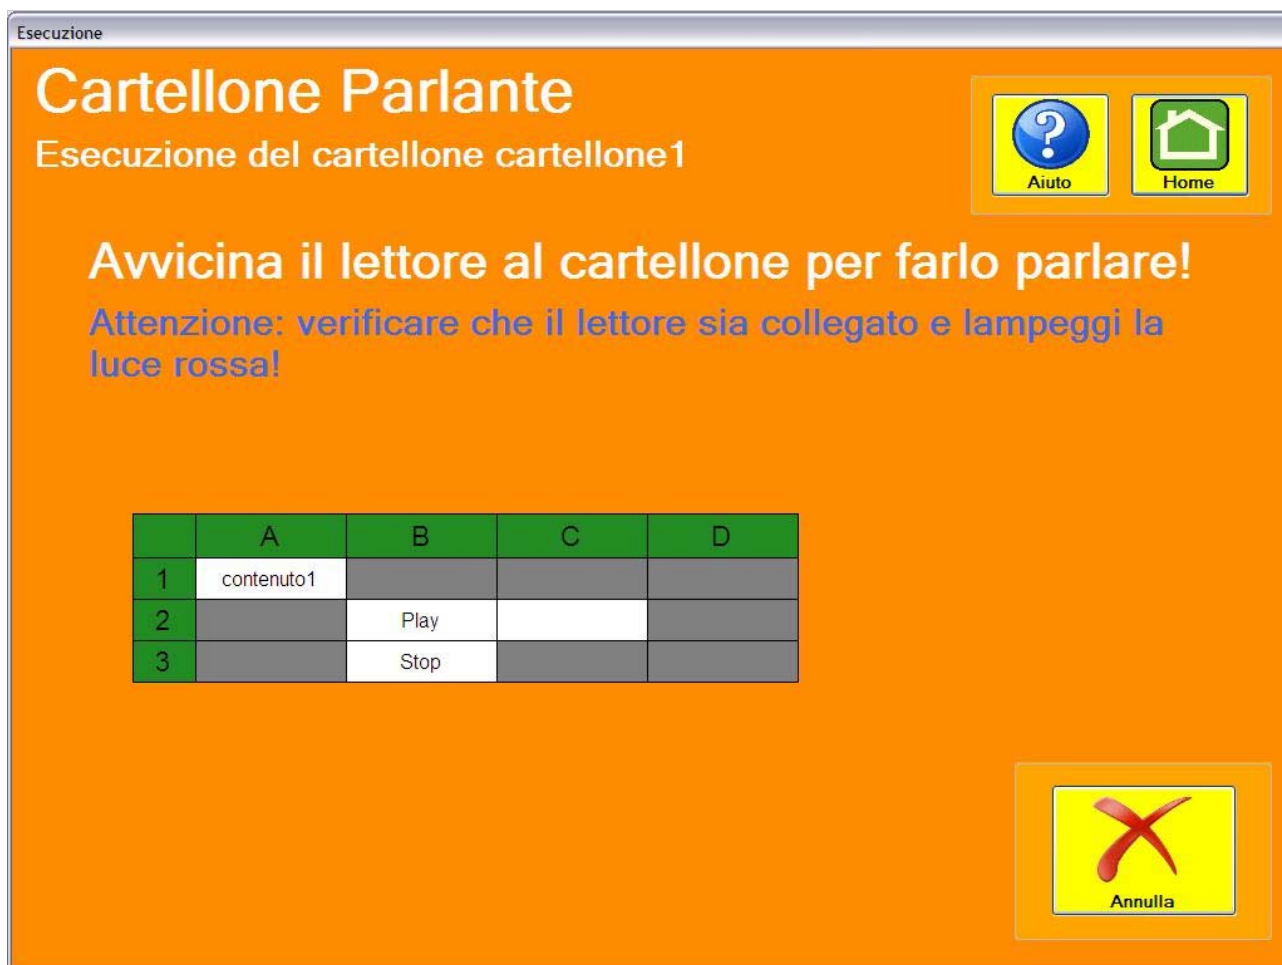 Esecuzione
Cartellone Parlante
Esecuzione del cartellone cartellone1
Aiuto
Home
Avvicina il lettore al cartellone per farlo parlare!
Attenzione: verificare che il lettore sia collegato e lampeggi la
luce rossa!
A B C D
1 contenuto1
2 Play
3 Stop
Annulla